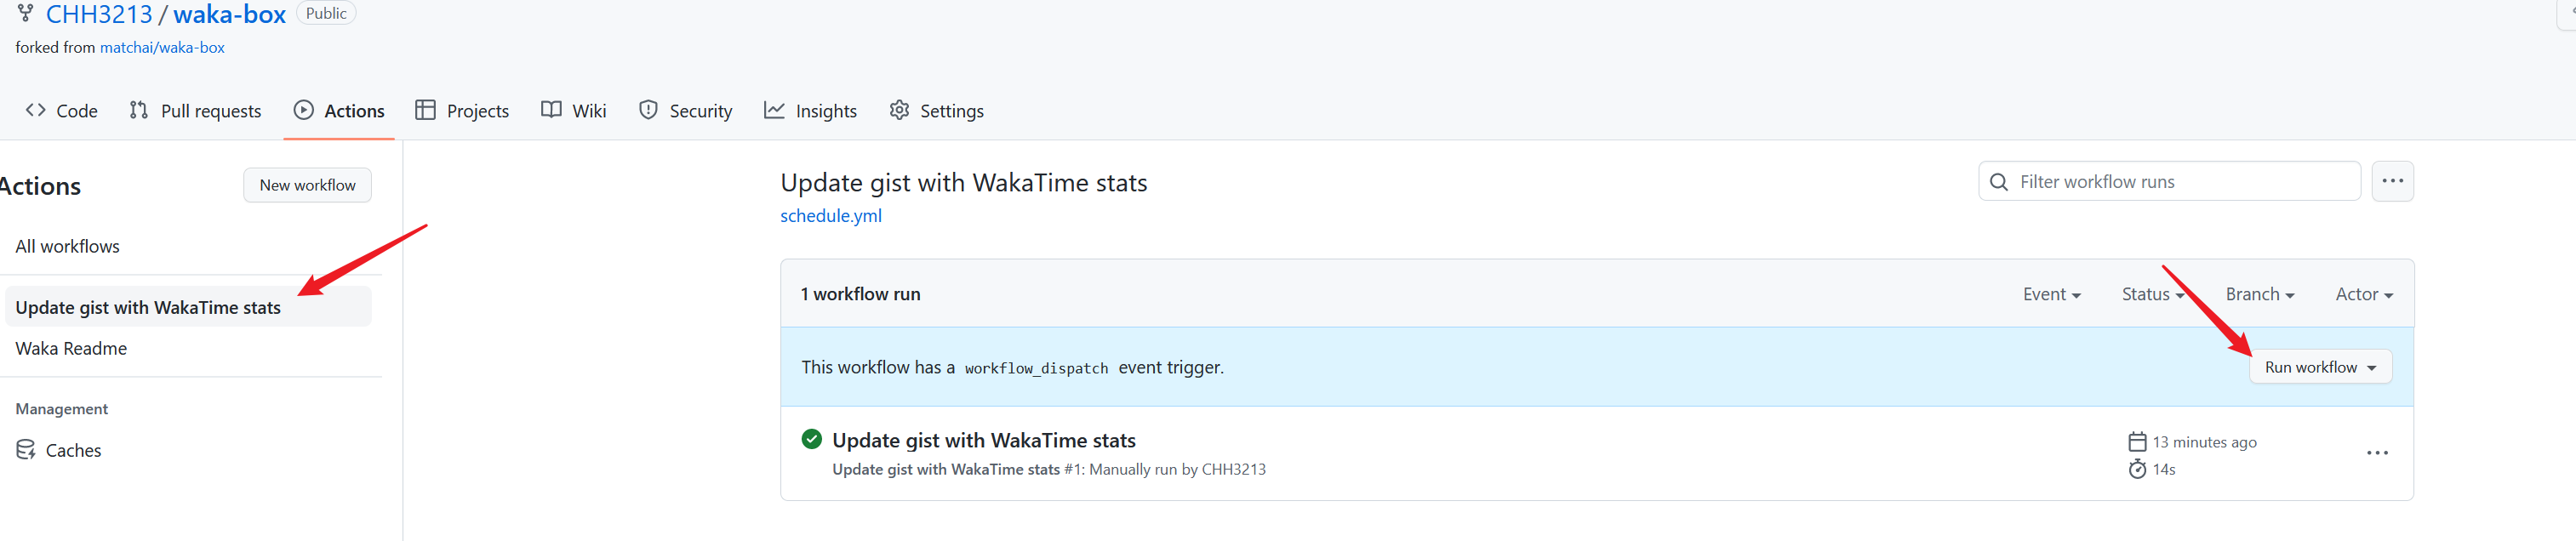 CHH3213 / waka-box Public
forked from matchai/waka-box
Code Pull requests Actions Projects Wiki Security Insights Settings
Actions New workflow
All workflows
Update gist with WakaTime stats
Waka Readme
Management
Caches
Update gist with WakaTime stats
schedule.yml
Filter workflow runs
1 workflow run Event Status Branch Actor
This workflow has a workflow_dispatch event trigger. Run workflow
Update gist with WakaTime stats 13 minutes ago
Update gist with WakaTime stats #1: Manually run by CHH3213 14s